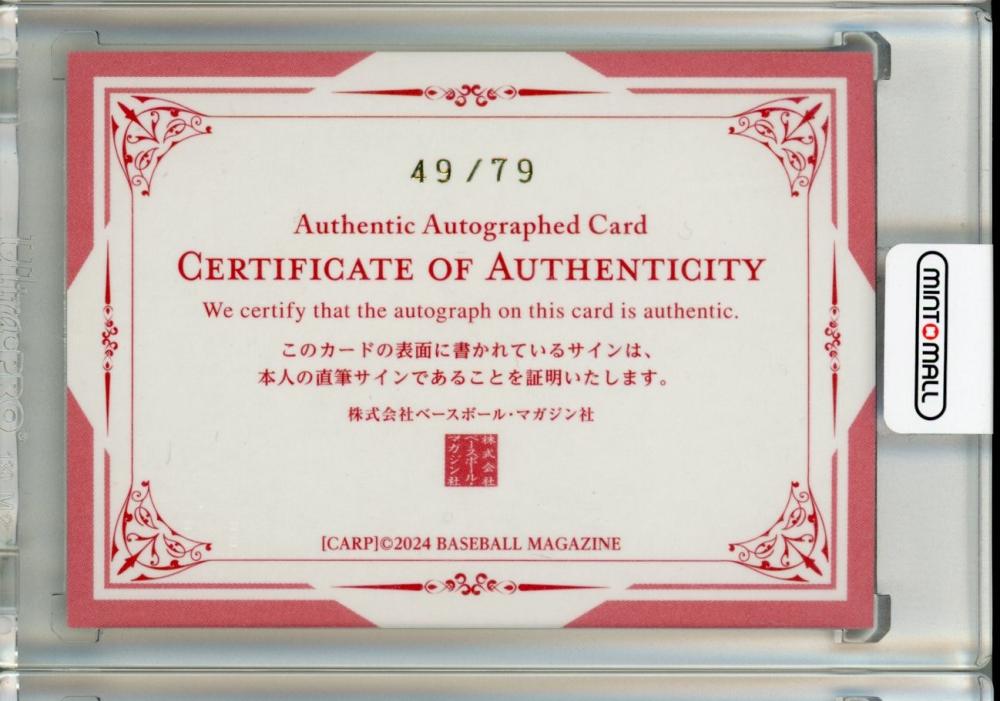 49/79
Authentic Autographed Card
CERTIFICATE OF AUTHENTICITY
We certify that the autograph on this card is authentic.
このカードの表面に書かれているサインは、
本人の直筆サインであることを証明いたします。
株式会社ベースボール・マガジン社
株式会社
ベースボール・
マガジン社
[CARP]©2024 BASEBALL MAGAZINE
MINTOMALL